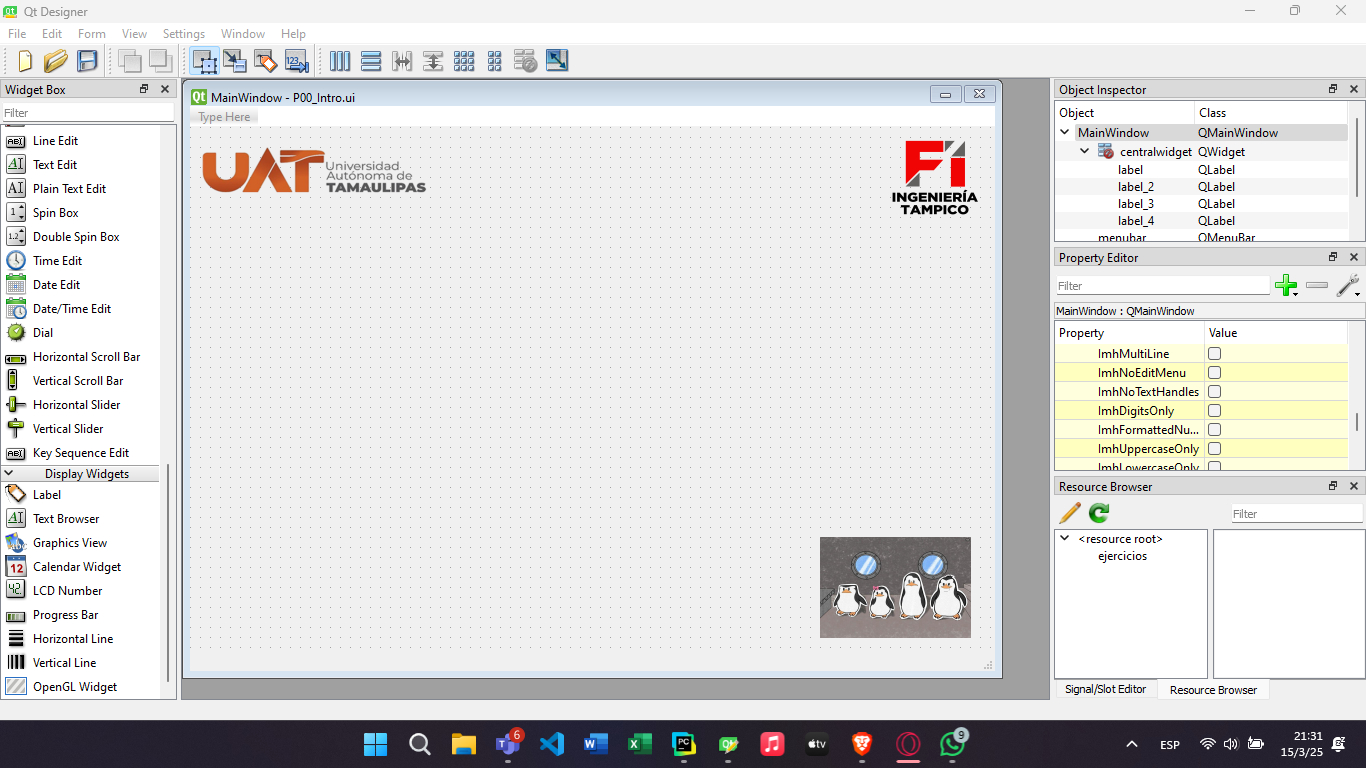 Qt Designer
File Edit Form View Settings Window Help
Widget Box
Filter
Line Edit
Text Edit
Plain Text Edit
Spin Box
Double Spin Box
Time Edit
Date Edit
Date/Time Edit
Dial
Horizontal Scroll Bar
Vertical Scroll Bar
Horizontal Slider
Vertical Slider
Key Sequence Edit
Display Widgets
Label
Text Browser
Graphics View
Calendar Widget
LCD Number
Progress Bar
Horizontal Line
Vertical Line
OpenGL Widget
MainWindow - P00_Intro.ui
Type Here
UAT
Universidad
Autónoma de
TAMAULIPAS
Fi
INGENIERÍA
TAMPICO
Object Inspector
Object Class
MainWindow QMainWindow
centralwidget QWidget
label QLabel
label_2 QLabel
label_3 QLabel
label_4 QLabel
menubar QMenuBar
Property Editor
Filter
MainWindow : QMainWindow
Property Value
ImhMultiLine
ImhNoEditMenu
ImhNoTextHandles
ImhDigitsOnly
ImhFormattedNu...
ImhUppercaseOnly
ImhLowercaseOnly
Resource Browser
Filter
<resource root>
ejercicios
Signal/Slot Editor Resource Browser
6
9
ESP
21:31
15/3/25